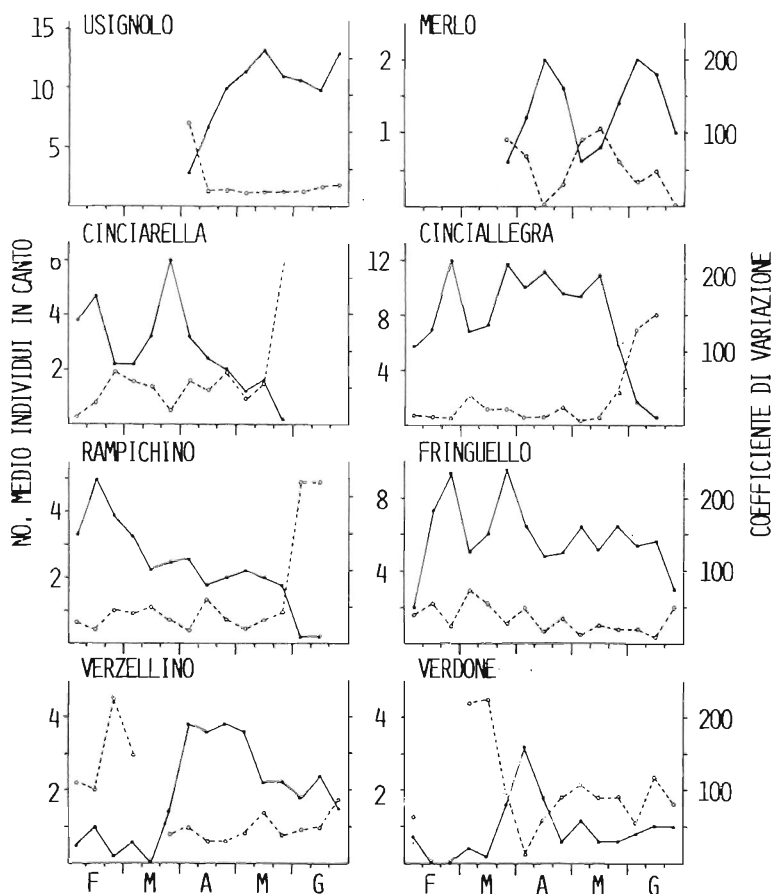 USIGNOLO
MERLO
15
10
5
2
1
200
100
CINCIARELLA
CINCIALLEGRA
6
4
2
12
8
4
200
100
RAMPICHINO
FRINGUELLO
4
2
8
4
200
100
VERZELLINO
VERDONE
4
2
4
2
200
100
F M A M G
F M A M G
NO. MEDIO INDIVIDUI IN CANTO
COEFFICIENTE DI VARIAZIONE